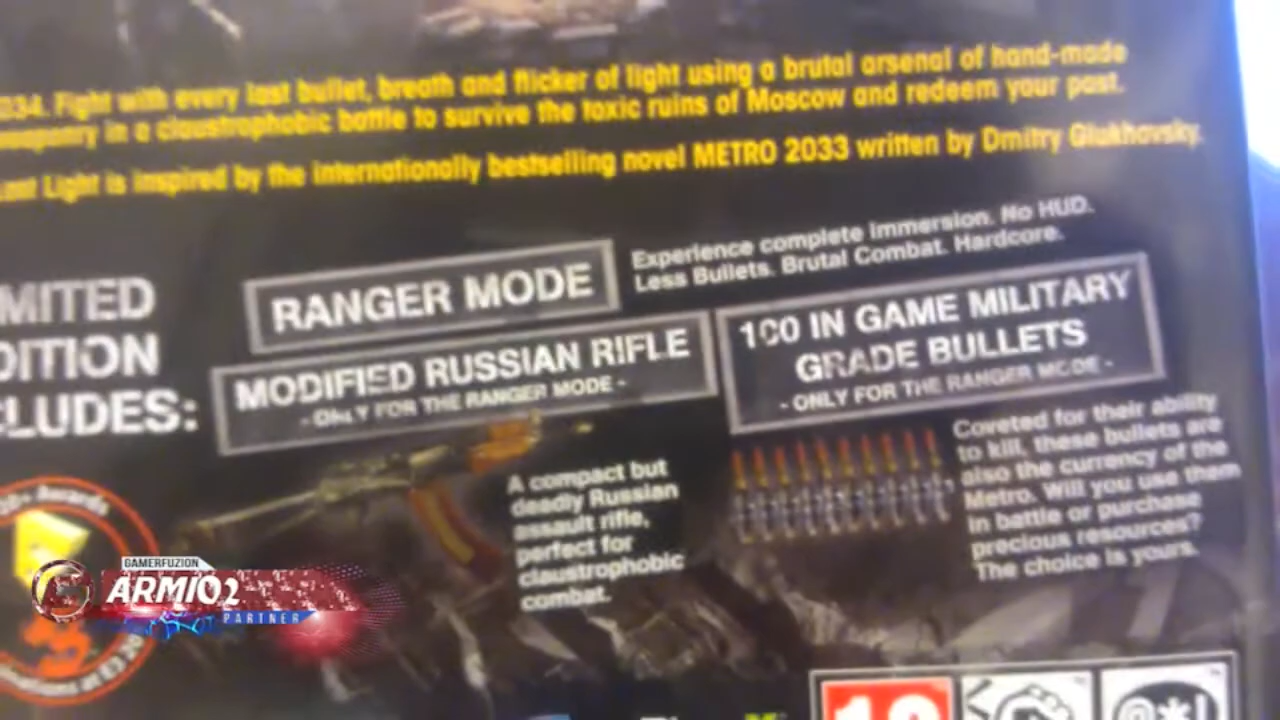 034. Fight with every last bullet, breath and flicker of light using a brutal arsenal of hand-made
weaponry in a claustrophobic battle to survive the toxic ruins of Moscow and redeem your past.
Last Light is inspired by the internationally bestselling novel METRO 2033 written by Dmitry Glukhovsky.
Experience complete immersion. No HUD.
Less Bullets. Brutal Combat. Hardcore.
RANGER MODE
MITED
DITION
CLUDES:
MODIFIED RUSSIAN RIFLE
- ONLY FOR THE RANGER MODE -
100 IN GAME MILITARY
GRADE BULLETS
- ONLY FOR THE RANGER MODE -
A compact but
deadly Russian
assault rifle,
perfect for
claustrophobic
combat.
Coveted for their ability
to kill, these bullets are
also the currency of the
Metro. Will you use them
in battle or purchase
precious resources?
The choice is yours.
Awards
GAMERFUZION
ARMIO2
PARTNER
18
@*!